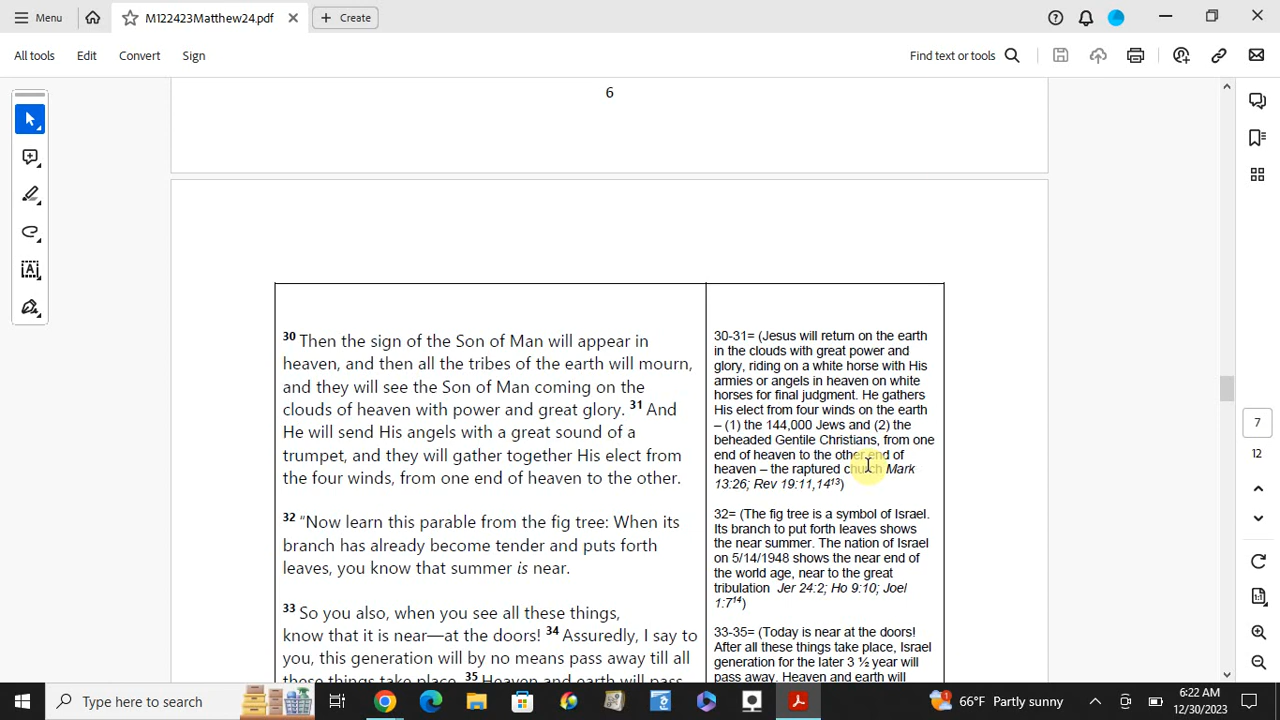 Menu
M122423Matthew24.pdf
Create
All tools
Edit
Convert
Sign
Find text or tools
6
30 Then the sign of the Son of Man will appear in
heaven, and then all the tribes of the earth will mourn,
and they will see the Son of Man coming on the
clouds of heaven with power and great glory. 31 And
He will send His angels with a great sound of a
trumpet, and they will gather together His elect from
the four winds, from one end of heaven to the other.
32 “Now learn this parable from the fig tree: When its
branch has already become tender and puts forth
leaves, you know that summer is near.
33 So you also, when you see all these things,
know that it is near—at the doors! 34 Assuredly, I say to
you, this generation will by no means pass away till all
these things take place. 35 Heaven and earth will pass
30-31= (Jesus will return on the earth
in the clouds with great power and
glory, riding on a white horse with His
armies or angels in heaven on white
horses for final judgment. He gathers
His elect from four winds on the earth
– (1) the 144,000 Jews and (2) the
beheaded Gentile Christians, from one
end of heaven to the other end of
heaven – the raptured church Mark
13:26; Rev 19:11,14 13)
32= (The fig tree is a symbol of Israel.
Its branch to put forth leaves shows
the near summer. The nation of Israel
on 5/14/1948 shows the near end of
the world age, near to the great
tribulation Jer 24:2; Ho 9:10; Joel
1:7 14)
33-35= (Today is near at the doors!
After all these things take place, Israel
generation for the later 3 ½ year will
pass away. Heaven and earth will
7
12
Type here to search
66°F Partly sunny
6:22 AM
12/30/2023